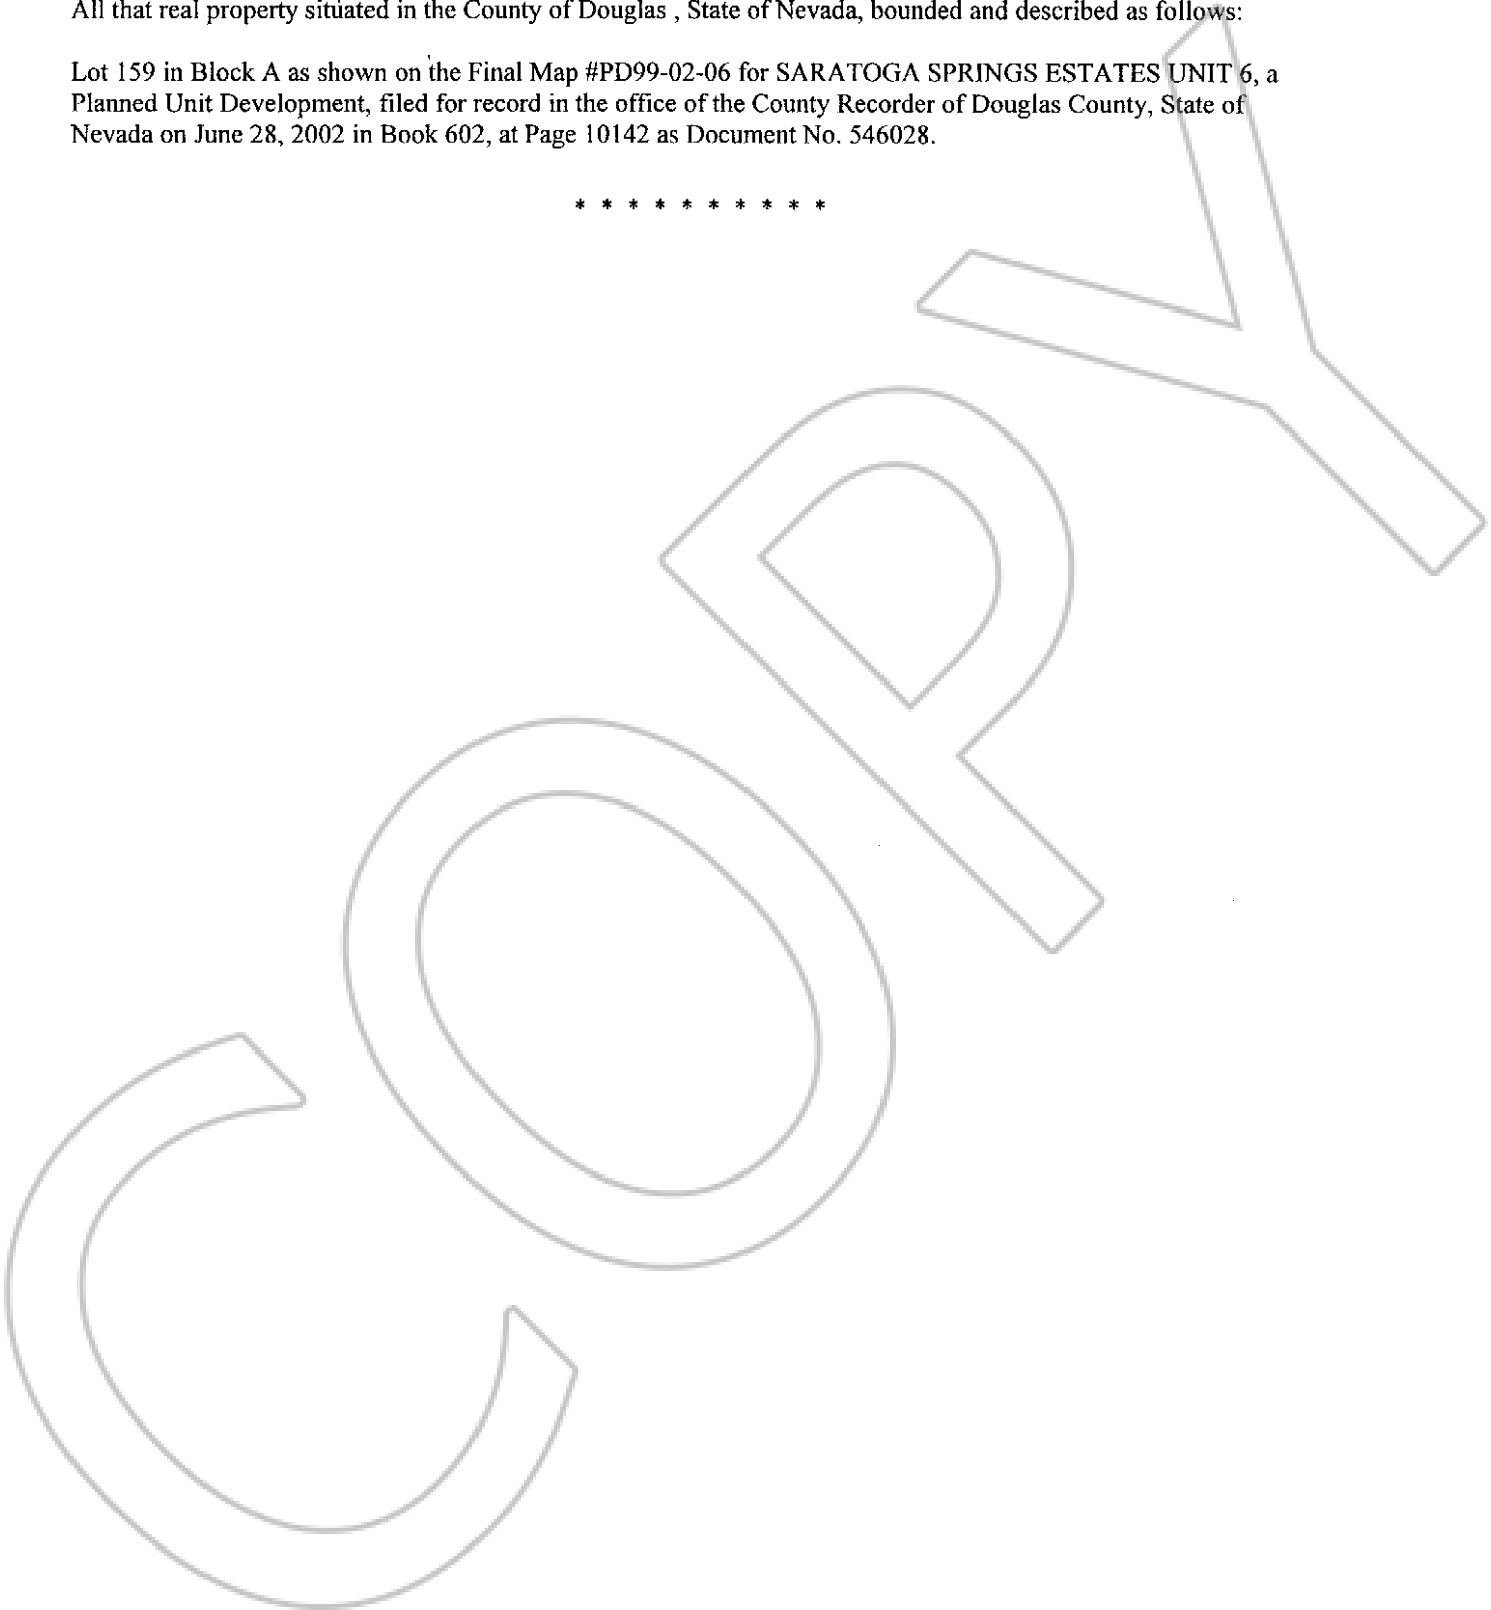 All that real property situated in the County of Douglas , State of Nevada, bounded and described as follows:
Lot 159 in Block A as shown on the Final Map #PD99-02-06 for SARATOGA SPRINGS ESTATES UNIT 6, a
Planned Unit Development, filed for record in the office of the County Recorder of Douglas County, State of
Nevada on June 28, 2002 in Book 602, at Page 10142 as Document No. 546028.
* * * * * * * * * *
COPY